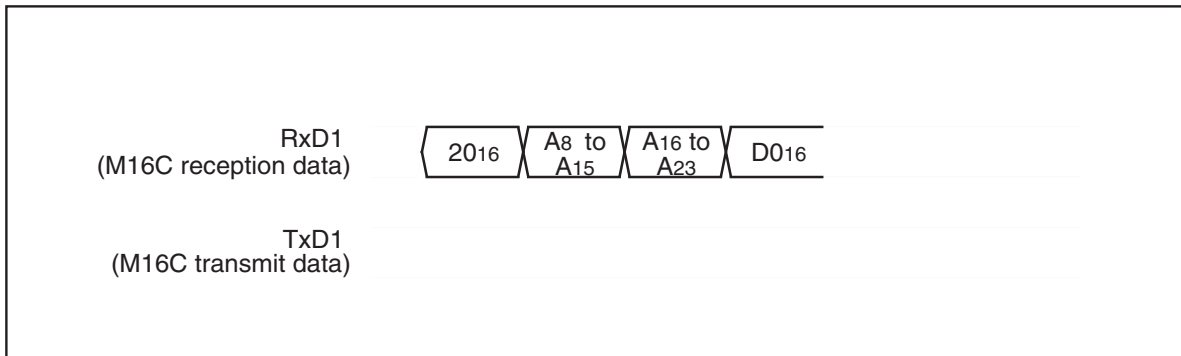 RxD1
(M16C reception data)
2016
A8 to
A15
A16 to
A23
D016
TxD1
(M16C transmit data)